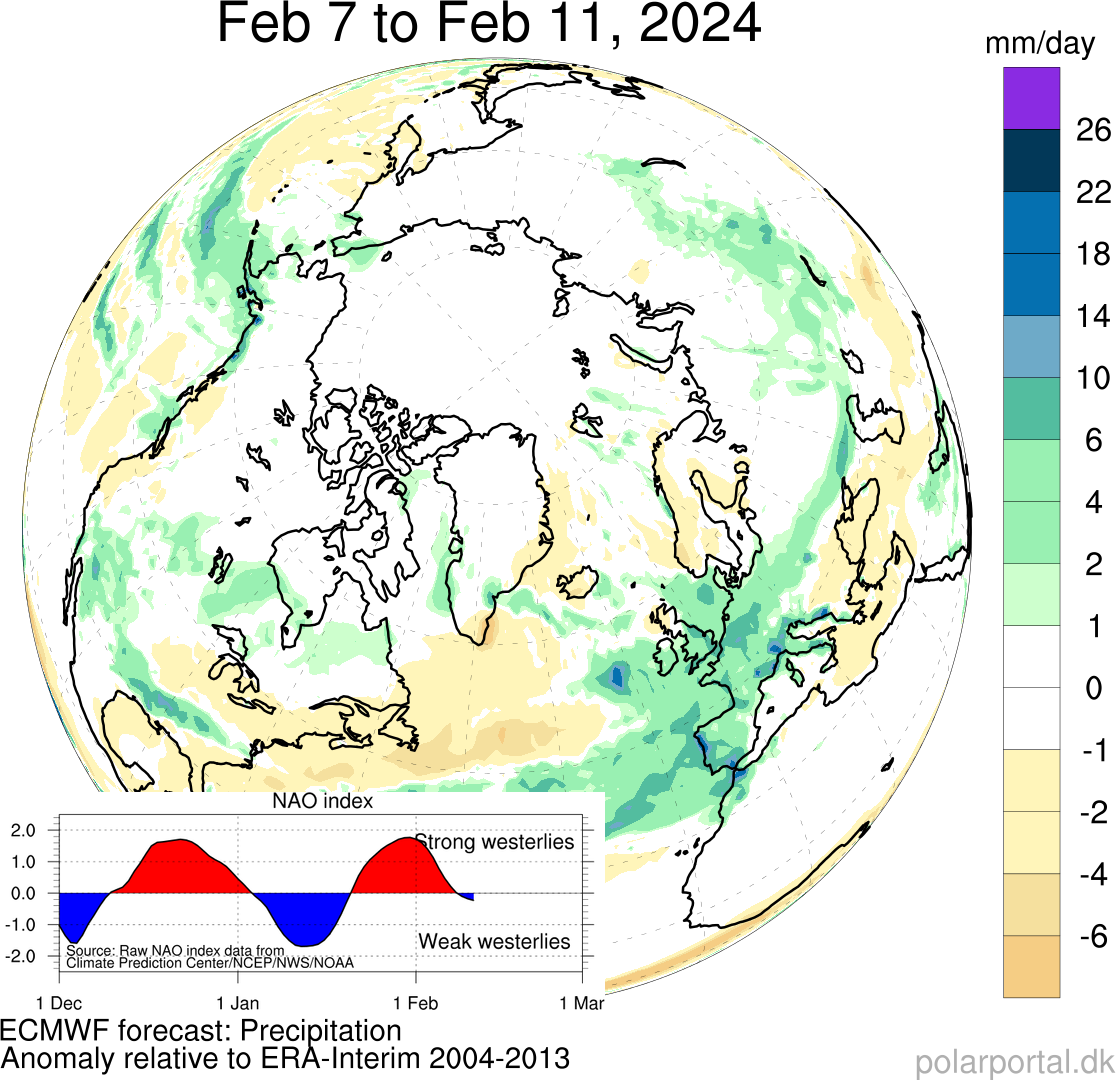 Feb 7 to Feb 11, 2024
mm/day
26
22
18
14
10
6
4
2
1
0
-1
-2
-4
-6
NAO index
2.0
1.0
0.0
-1.0
-2.0
Strong westerlies
Weak westerlies
Source: Raw NAO index data from
Climate Prediction Center/NCEP/NWS/NOAA
1 Dec 1 Jan 1 Feb 1 Mar
ECMWF forecast: Precipitation
Anomaly relative to ERA-Interim 2004-2013
polarportal.dk